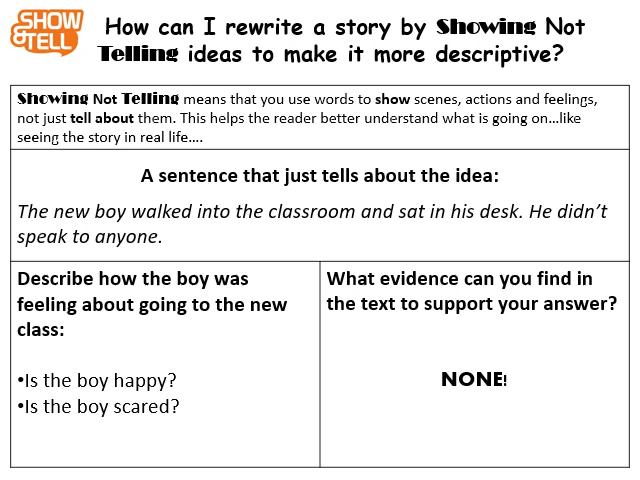 SHOW
&TELL
How can I rewrite a story by Showing Not
Telling ideas to make it more descriptive?
Showing Not Telling means that you use words to show scenes, actions and feelings,
not just tell about them. This helps the reader better understand what is going on…like
seeing the story in real life….
A sentence that just tells about the idea:
The new boy walked into the classroom and sat in his desk. He didn’t
speak to anyone.
Describe how the boy was
feeling about going to the new
class:
•Is the boy happy?
•Is the boy scared?
What evidence can you find in
the text to support your answer?
NONE!